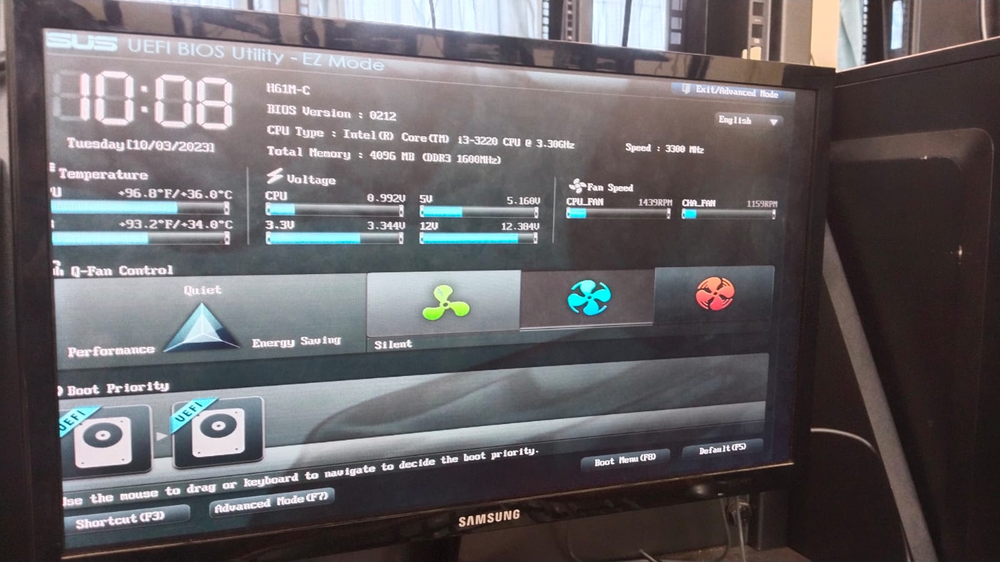 SUS UEFI BIOS Utility - EZ Mode
10:08
Tuesday[10/03/2023]
H61M-C
BIOS Version : 0212
CPU Type : Intel(R) Core(TM) i3-3220 CPU @ 3.30GHz
Speed : 3300 MHz
Total Memory : 4096 MB (DDR3 1600MHz)
Exit/Advanced Mode
English
Temperature
U +96.8°F/+36.0°C
+93.2°F/+34.0°C
Voltage
CPU 0.992V 5V 5.160V
3.3V 3.344V 12V 12.384V
Fan Speed
CPU_FAN 1439RPM CHA_FAN 1159RPM
Q-Fan Control
Quiet
Performance
Energy Saving
Silent
Boot Priority
UEFI
UEFI
Use the mouse to drag or keyboard to navigate to decide the boot priority.
Shortcut(F3)
Advanced Mode(F7)
Boot Menu(F8)
Default(F5)
SAMSUNG